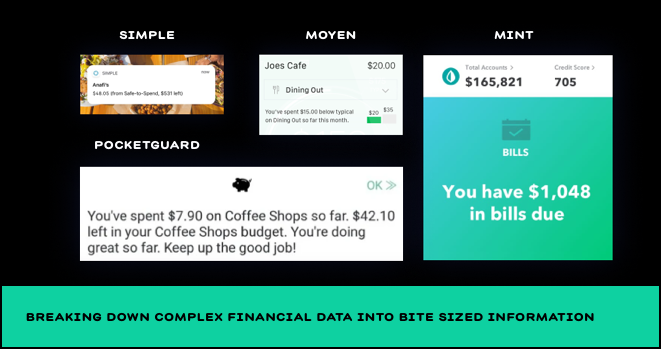 SIMPLE
MOYEN
MINT
SIMPLE
now
Anafi's
$48.05 (from Safe-to-Spend, $531 left)
Joes Cafe
$20.00
Dining Out
You've spent $15.00 below typical
on Dining Out so far this month.
$20
$35
Total Accounts >
$165,821
Credit Score >
705
BILLS
You have $1,048
in bills due
POCKETGUARD
OK
You've spent $7.90 on Coffee Shops so far. $42.10
left in your Coffee Shops budget. You're doing
great so far. Keep up the good job!
BREAKING DOWN COMPLEX FINANCIAL DATA INTO BITE SIZED INFORMATION